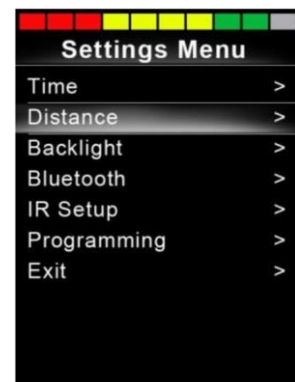 Settings Menu
Time >
Distance >
Backlight >
Bluetooth >
IR Setup >
Programming >
Exit >